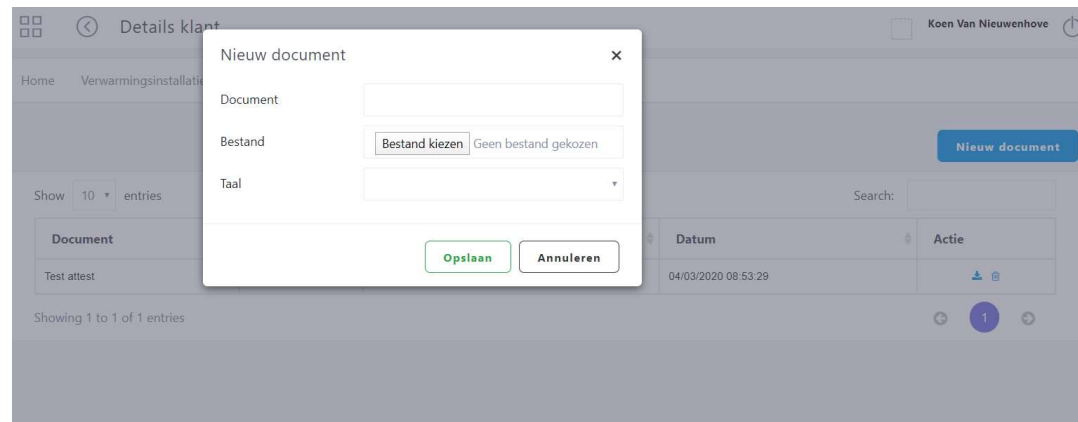 Details klant
Koen Van Nieuwenhove
Nieuw document
×
Home Verwarmingsinstallatie
Document
Bestand Bestand kiezen Geen bestand gekozen
Nieuw document
Taal
Show 10 entries
Search:
Document Datum Actie
Opslaan Annuleren
Test attest 04/03/2020 08:53:29
Showing 1 to 1 of 1 entries
1